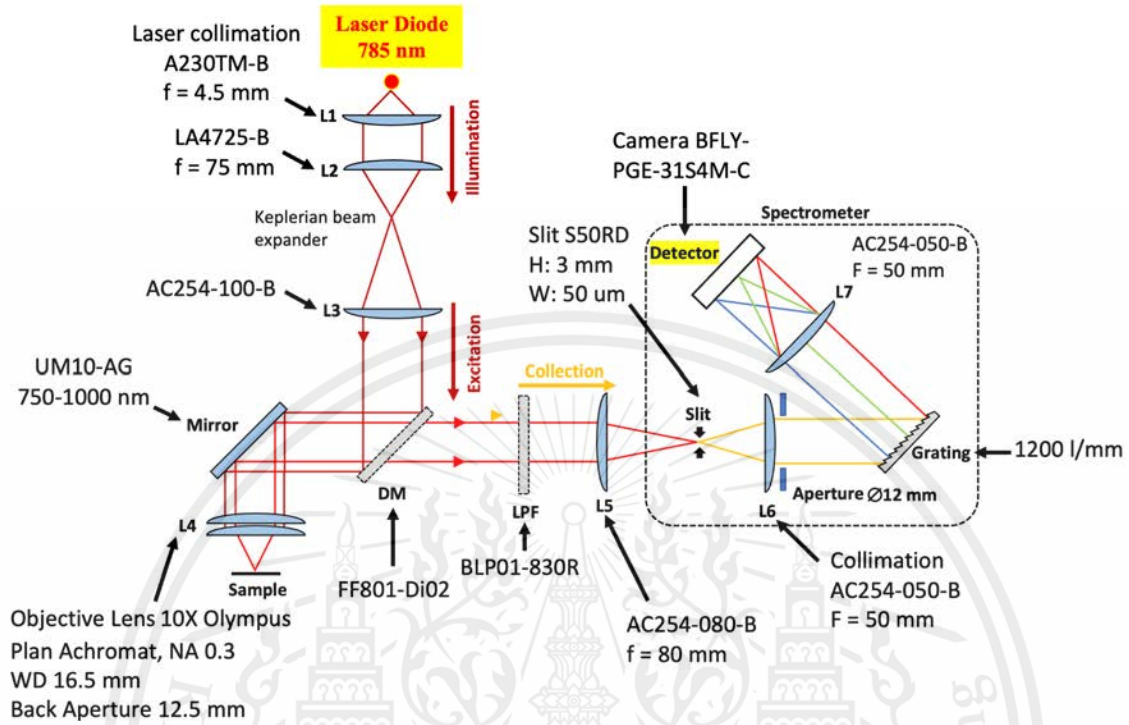 Laser Diode
785 nm
Laser collimation
A230TM-B
f = 4.5 mm
L1
LA4725-B
f = 75 mm
L2
Illumination
Keplerian beam
expander
AC254-100-B
L3
Excitation
UM10-AG
750-1000 nm
Mirror
L4
Sample
Objective Lens 10X Olympus
Plan Achromat, NA 0.3
WD 16.5 mm
Back Aperture 12.5 mm
DM
FF801-Di02
Collection
LPF
BLP01-830R
L5
AC254-080-B
f = 80 mm
Camera BFLY-
PGE-31S4M-C
Slit S50RD
H: 3 mm
W: 50 um
Slit
Spectrometer
Detector
AC254-050-B
F = 50 mm
L7
Grating
1200 l/mm
Aperture ∅12 mm
L6
Collimation
AC254-050-B
F = 50 mm